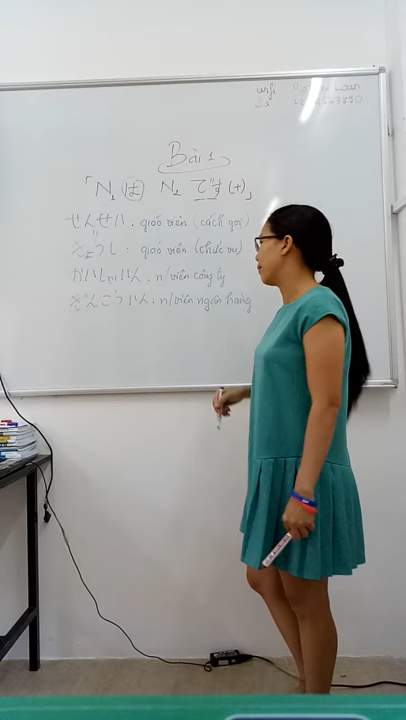 wifi
Bài 1
「N₁ は N₂ です (+)」
せんせい : giáo viên (cách gọi)
きょうし : giáo viên (chức vụ)
かいしゃいん : n/viên công ty
ぎんこういん : n/viên ngân hàng